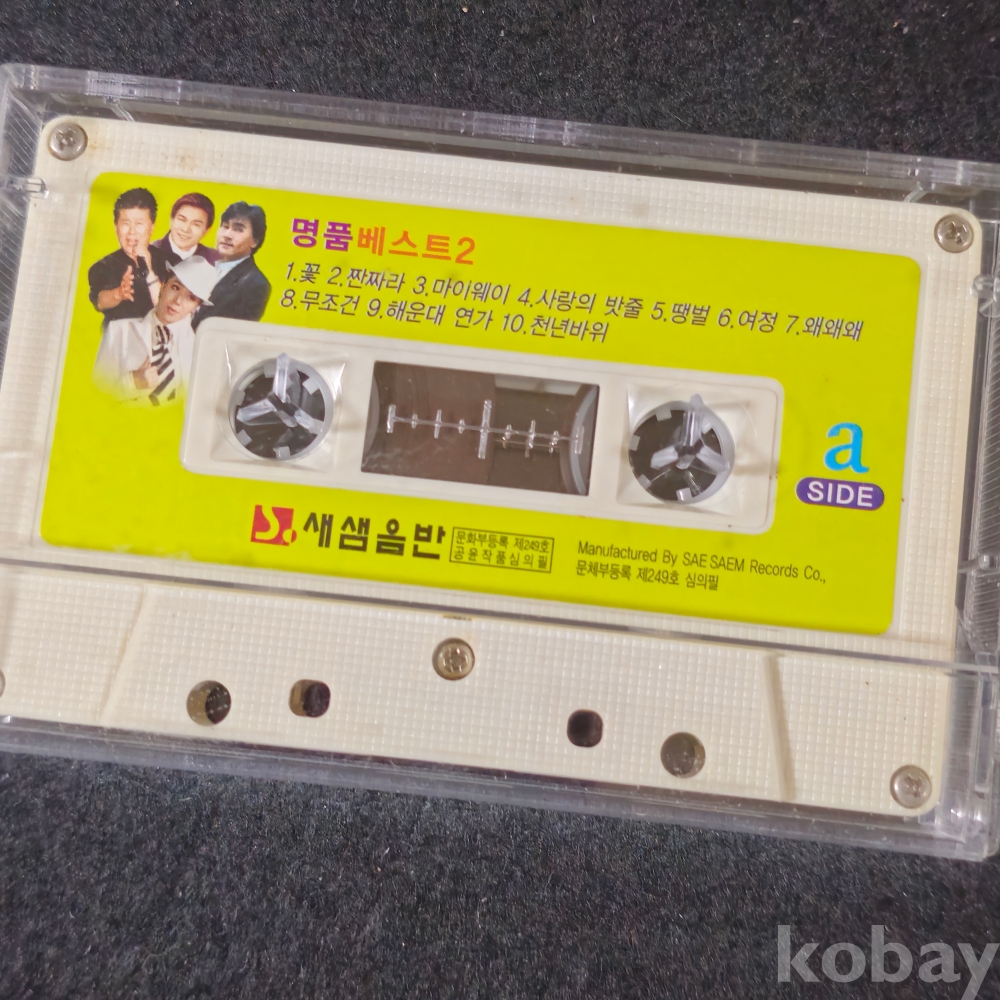 명품베스트2
1.꽃 2.짠짜라 3.마이웨이 4.사랑의 밧줄 5.땡벌 6.여정 7.왜왜왜
8.무조건 9.해운대 연가 10.천년바위
a
SIDE
새샘음반
문화부등록 제249호
공윤작품심의필
Manufactured By SAE SAEM Records Co.,
문체부등록 제249호 심의필
kobay